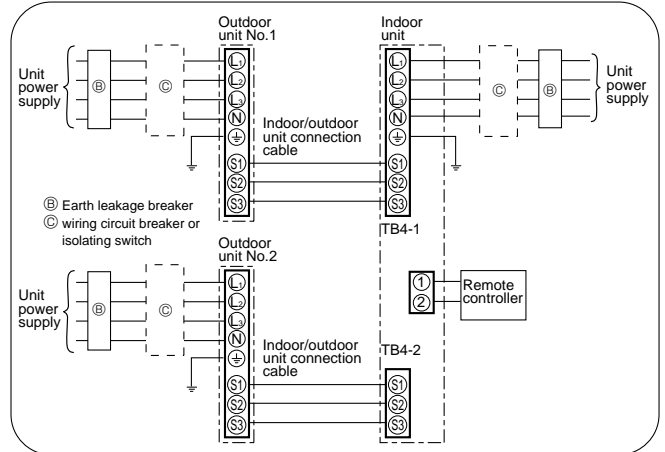 Outdoor
unit No.1
Indoor
unit
Unit
power
supply
Ⓑ
Ⓒ
L1
L2
L3
N
⏚
S1
S2
S3
Indoor/outdoor
unit connection
cable
L1
L2
L3
N
⏚
S1
S2
S3
TB4-1
Ⓒ
Ⓑ
Unit
power
supply
Ⓑ Earth leakage breaker
Ⓒ wiring circuit breaker or
isolating switch
1
2
Remote
controller
Outdoor
unit No.2
Unit
power
supply
Ⓑ
Ⓒ
L1
L2
L3
N
⏚
S1
S2
S3
Indoor/outdoor
unit connection
cable
TB4-2
S1
S2
S3